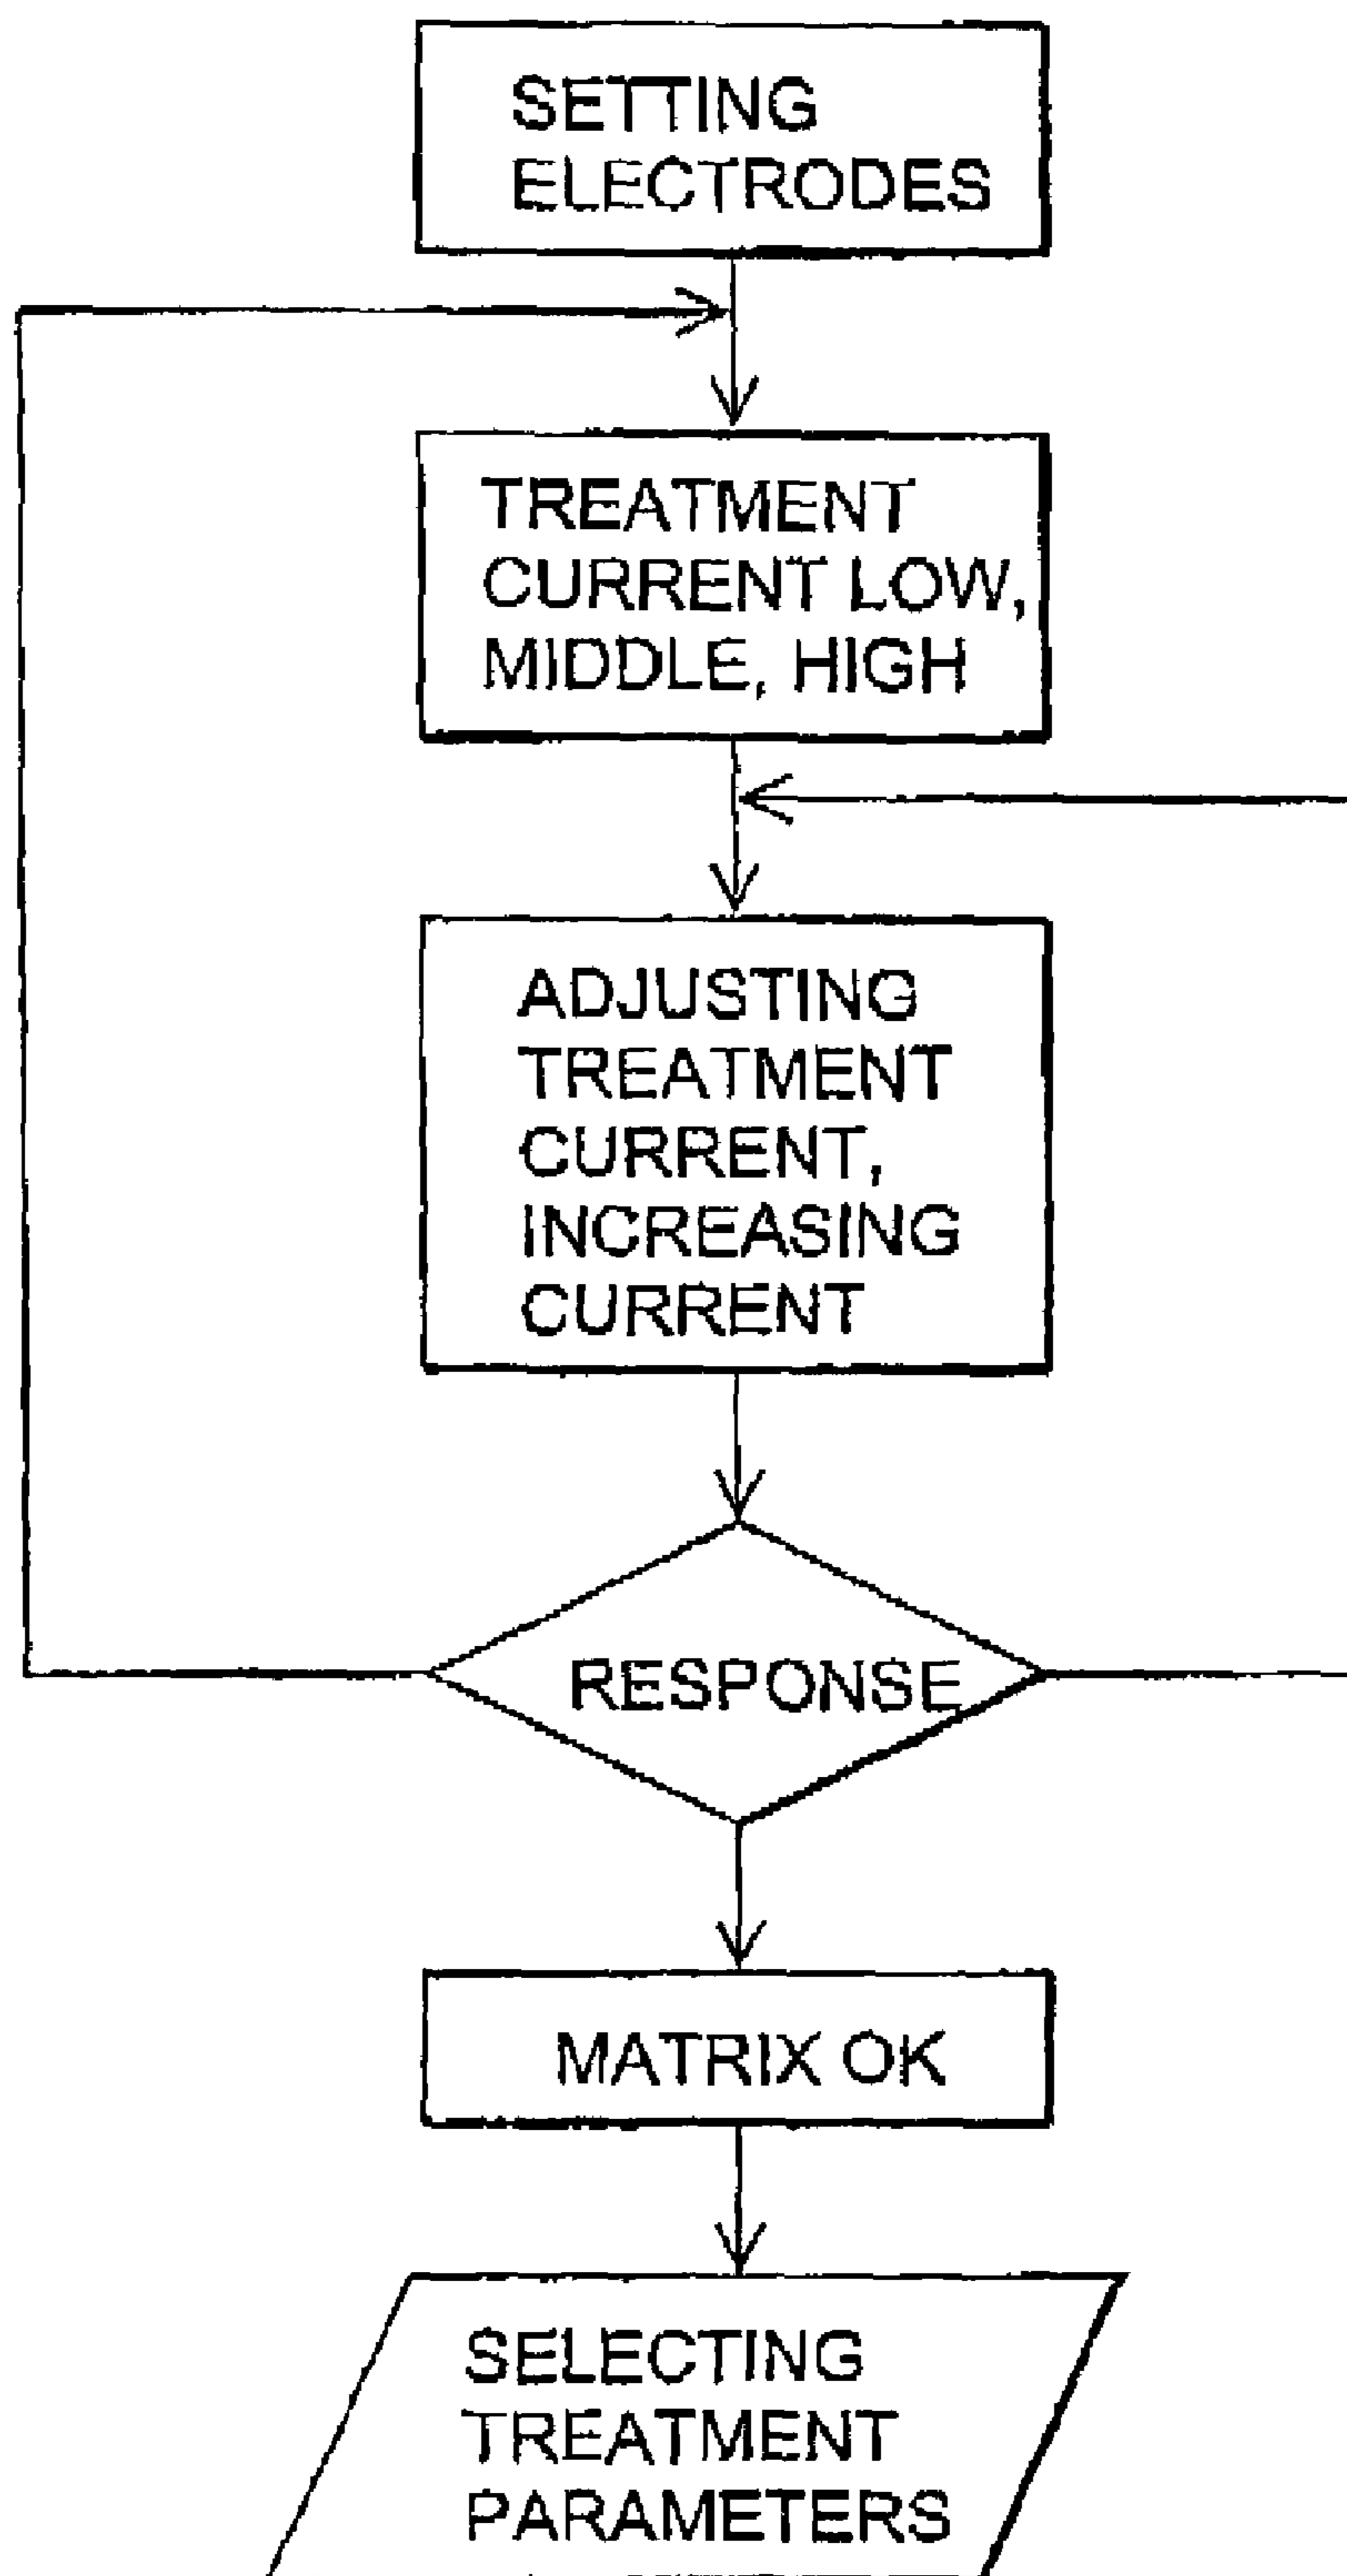 SETTING
ELECTRODES
TREATMENT
CURRENT LOW,
MIDDLE, HIGH
ADJUSTING
TREATMENT
CURRENT,
INCREASING
CURRENT
RESPONSE
MATRIX OK
SELECTING
TREATMENT
PARAMETERS